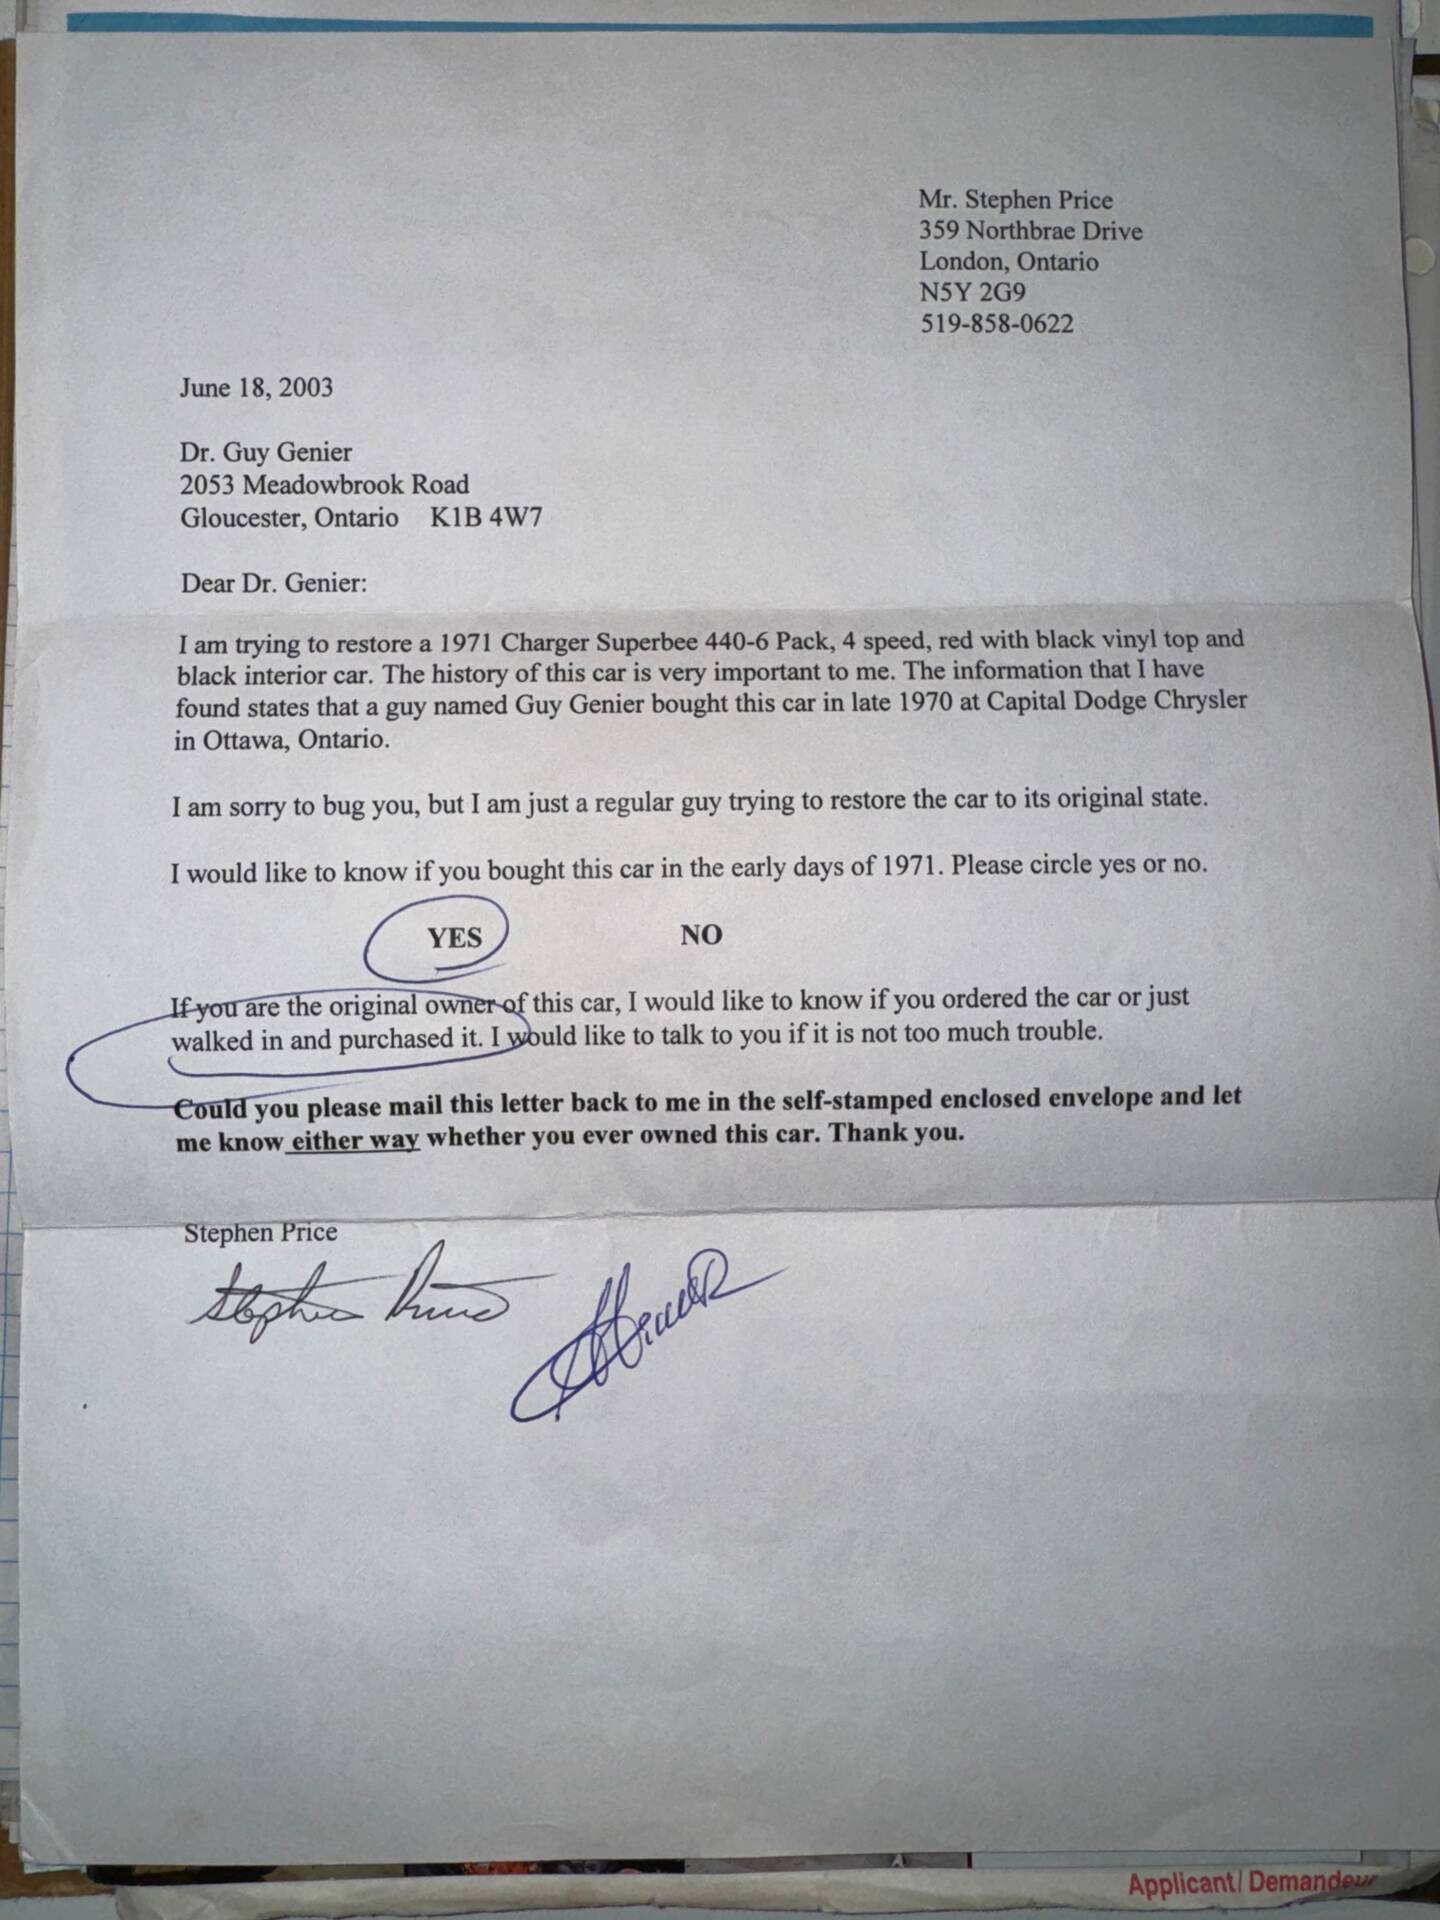 Mr. Stephen Price
359 Northbrae Drive
London, Ontario
N5Y 2G9
519-858-0622
June 18, 2003
Dr. Guy Genier
2053 Meadowbrook Road
Gloucester, Ontario K1B 4W7
Dear Dr. Genier:
I am trying to restore a 1971 Charger Superbee 440-6 Pack, 4 speed, red with black vinyl top and
black interior car. The history of this car is very important to me. The information that I have
found states that a guy named Guy Genier bought this car in late 1970 at Capital Dodge Chrysler
in Ottawa, Ontario.
I am sorry to bug you, but I am just a regular guy trying to restore the car to its original state.
I would like to know if you bought this car in the early days of 1971. Please circle yes or no.
YES NO
If you are the original owner of this car, I would like to know if you ordered the car or just
walked in and purchased it. I would like to talk to you if it is not too much trouble.
Could you please mail this letter back to me in the self-stamped enclosed envelope and let
me know either way whether you ever owned this car. Thank you.
Stephen Price
Stephen Price
Applicant/ Demandeur